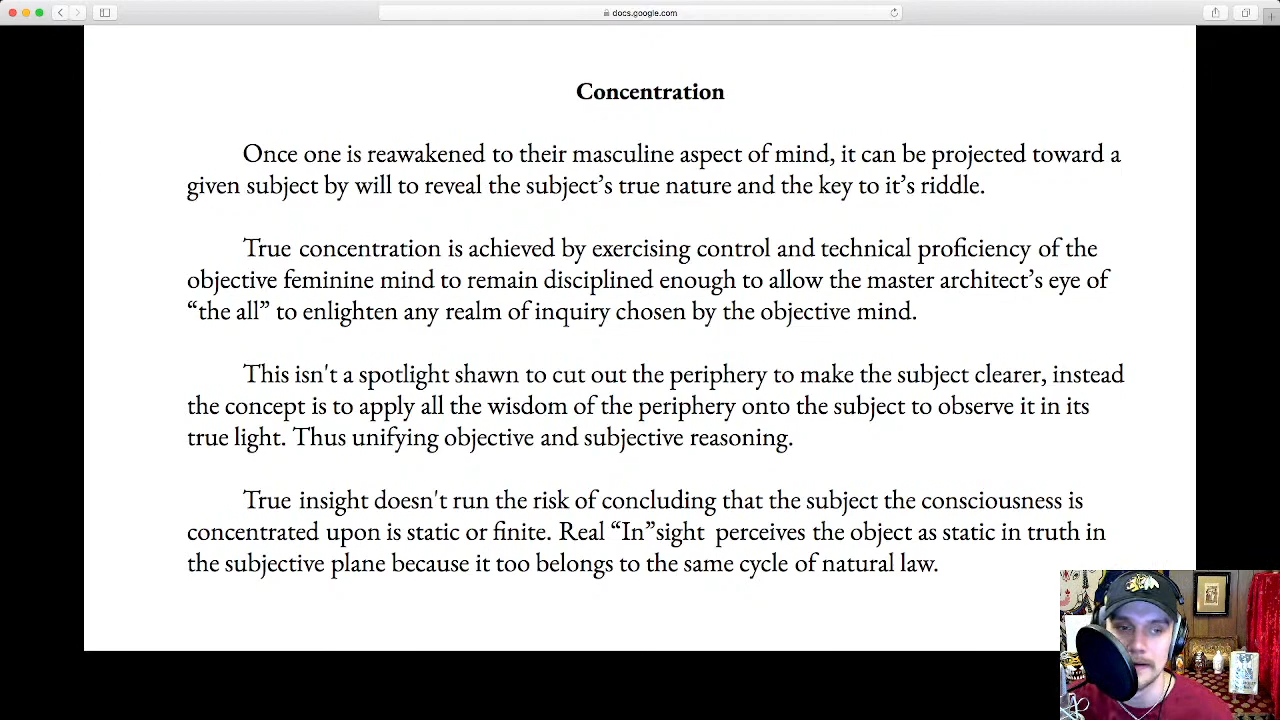 docs.google.com
Concentration
Once one is reawakened to their masculine aspect of mind, it can be projected toward a
given subject by will to reveal the subject’s true nature and the key to it’s riddle.
True concentration is achieved by exercising control and technical proficiency of the
objective feminine mind to remain disciplined enough to allow the master architect’s eye of
“the all” to enlighten any realm of inquiry chosen by the objective mind.
This isn't a spotlight shawn to cut out the periphery to make the subject clearer, instead
the concept is to apply all the wisdom of the periphery onto the subject to observe it in its
true light. Thus unifying objective and subjective reasoning.
True insight doesn't run the risk of concluding that the subject the consciousness is
concentrated upon is static or finite. Real “In”sight perceives the object as static in truth in
the subjective plane because it too belongs to the same cycle of natural law.